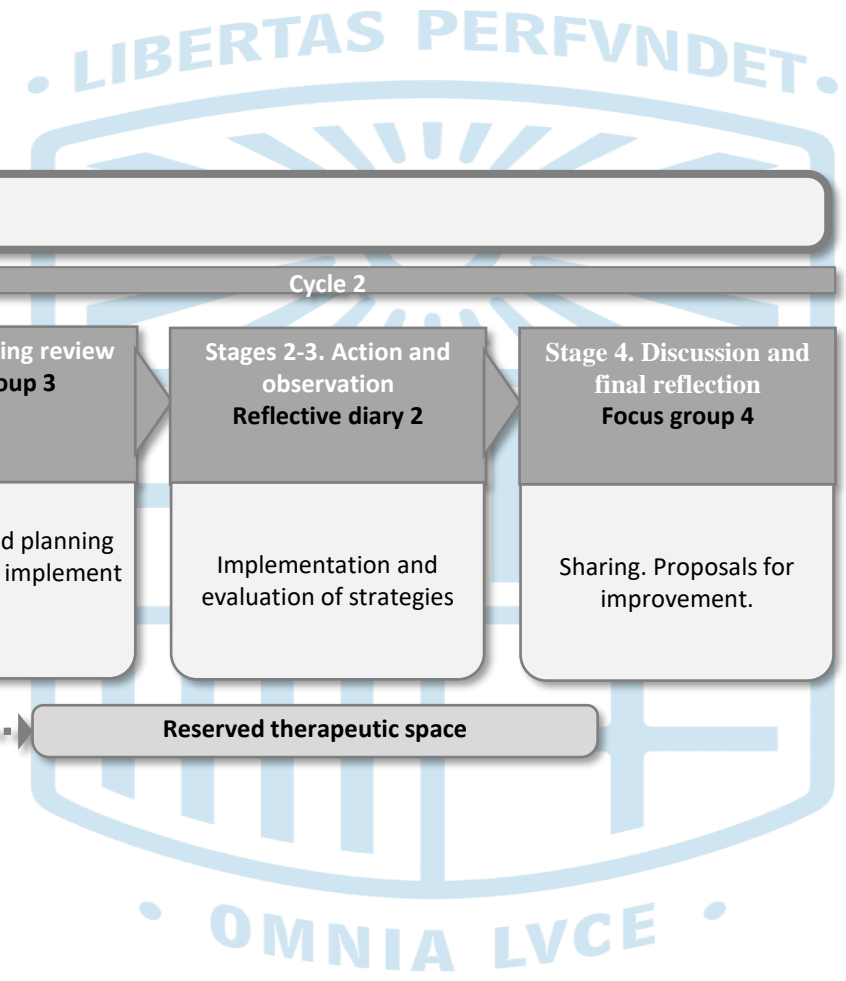 LIBERTAS PERFVNDET
Cycle 2
ing review
oup 3
d planning
implement
Stages 2-3. Action and
observation
Reflective diary 2
Implementation and
evaluation of strategies
Stage 4. Discussion and
final reflection
Focus group 4
Sharing. Proposals for
improvement.
Reserved therapeutic space
OMNIA LVCE